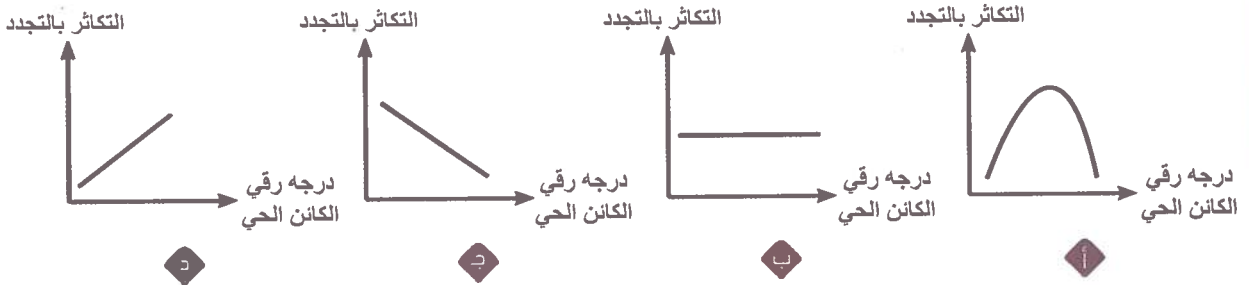 التكاثر بالتجدد
درجه رقي
الكائن الحي
أ
التكاثر بالتجدد
درجه رقي
الكائن الحي
ب
التكاثر بالتجدد
درجه رقي
الكائن الحي
جـ
التكاثر بالتجدد
درجه رقي
الكائن الحي
د